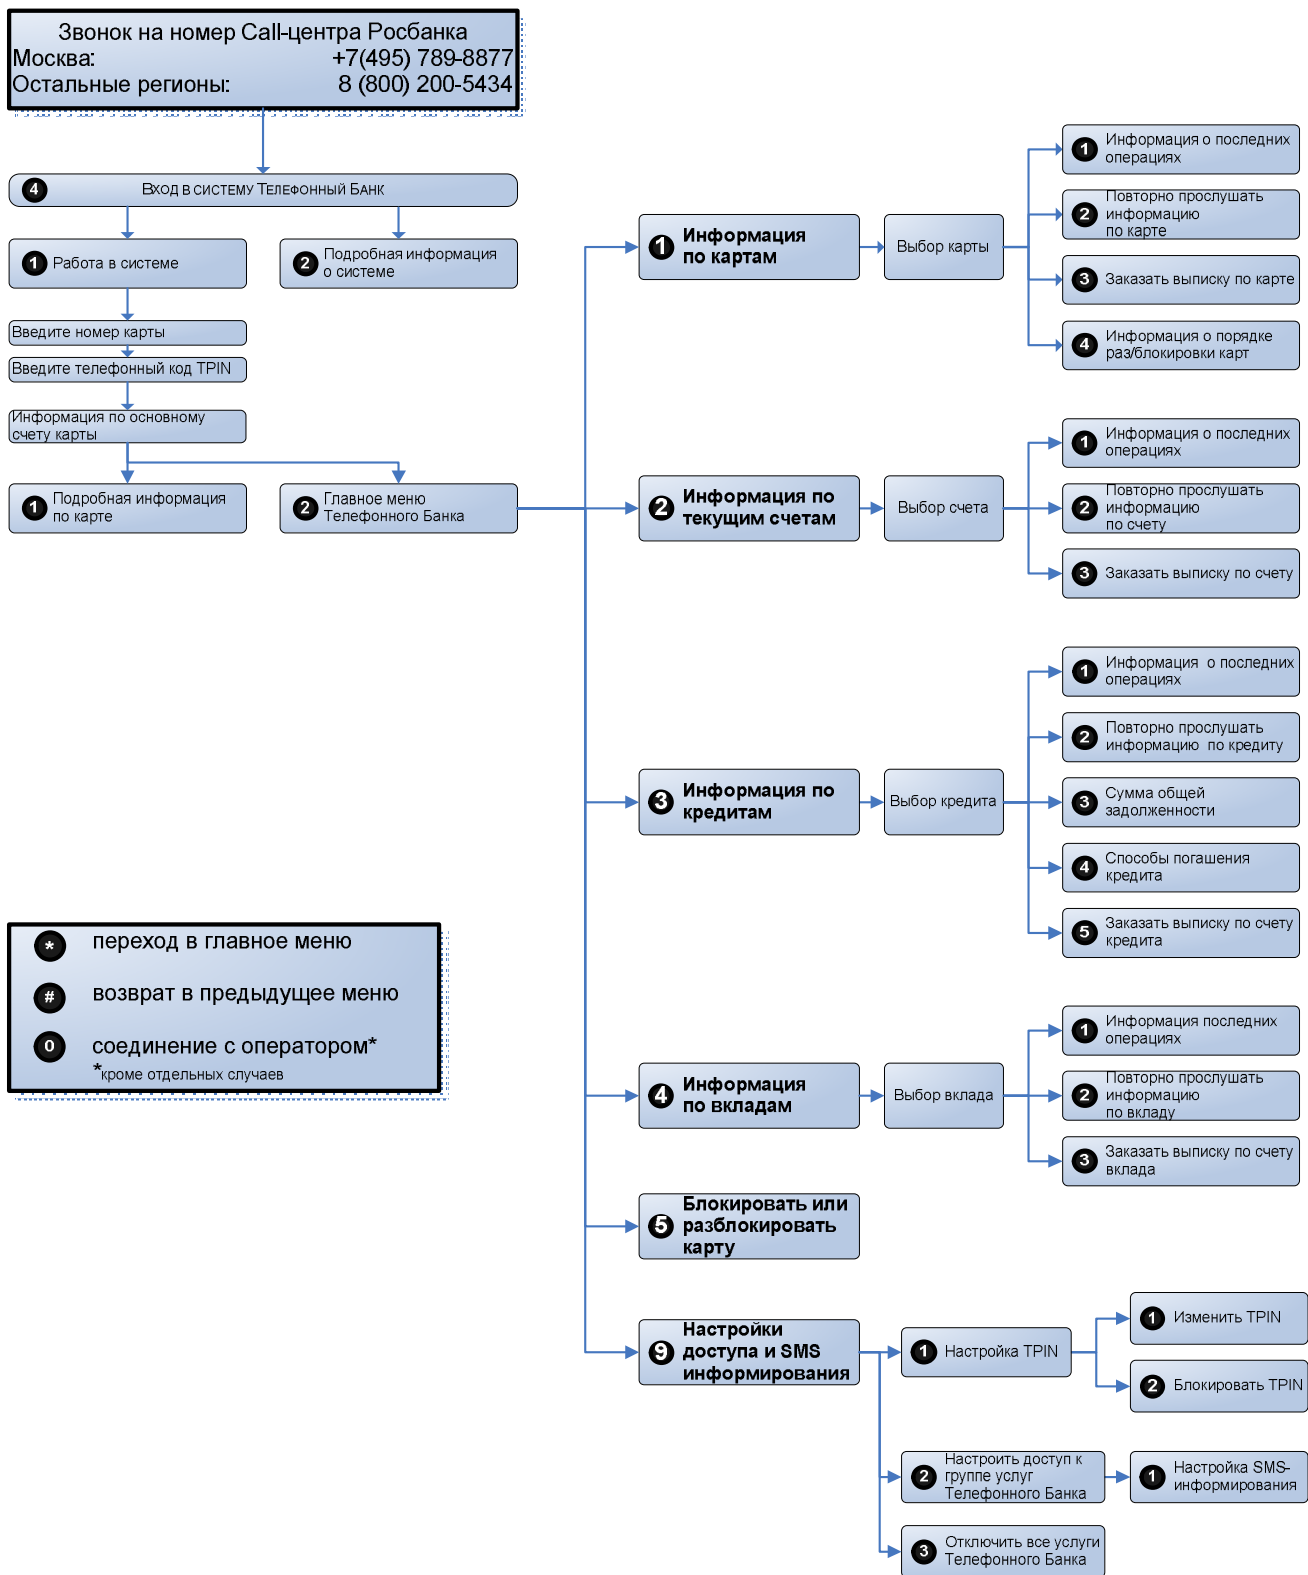 Звонок на номер Call-центра Росбанка
Москва: +7(495) 789-8877
Остальные регионы: 8 (800) 200-5434
4 Вход в систему Телефонный Банк
1 Работа в системе
2 Подробная информация
о системе
Введите номер карты
Введите телефонный код TPIN
Информация по основному
счету карты
1 Подробная информация
по карте
2 Главное меню
Телефонного Банка
1 Информация
по картам
Выбор карты
1 Информация о последних
операциях
2 Повторно прослушать
информацию
по карте
3 Заказать выписку по карте
4 Информация о порядке
раз/блокировки карт
2 Информация по
текущим счетам
Выбор счета
1 Информация о последних
операциях
2 Повторно прослушать
информацию
по счету
3 Заказать выписку по счету
3 Информация по
кредитам
Выбор кредита
1 Информация о последних
операциях
2 Повторно прослушать
информацию по кредиту
3 Сумма общей
задолженности
4 Способы погашения
кредита
5 Заказать выписку по счету
кредита
4 Информация
по вкладам
Выбор вклада
1 Информация последних
операциях
2 Повторно прослушать
информацию
по вкладу
3 Заказать выписку по счету
вклада
5 Блокировать или
разблокировать
карту
9 Настройки
доступа и SMS
информирования
1 Настройка TPIN
1 Изменить TPIN
2 Блокировать TPIN
2 Настроить доступ к
группе услуг
Телефонного Банка
1 Настройка SMS-
информирования
3 Отключить все услуги
Телефонного Банка
* переход в главное меню
# возврат в предыдущее меню
0 соединение с оператором*
*кроме отдельных случаев